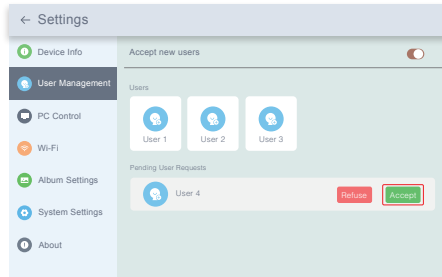 Settings
Device Info
Accept new users
User Management
Users
PC Control
User 1
User 2
User 3
Wi-Fi
Pending User Requests
Album Settings
User 4
Refuse
Accept
System Settings
About